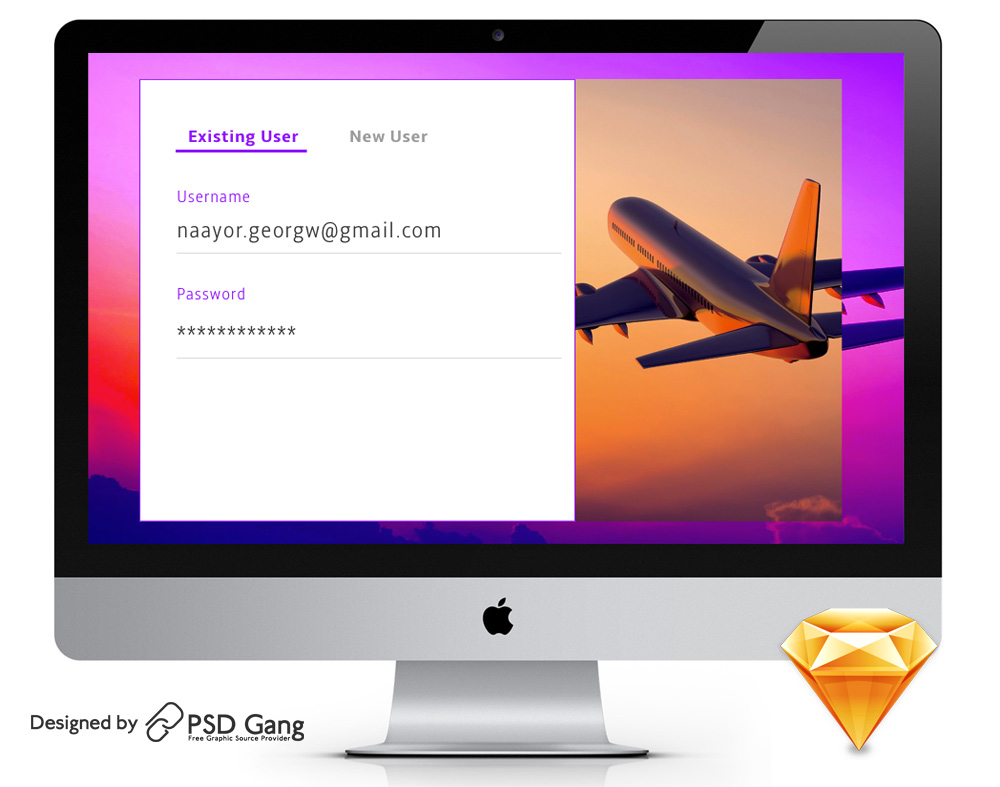 Existing User New User
Username
naayor.georgw@gmail.com
Password
************
Designed by PSD Gang
Free Graphic Source Provider